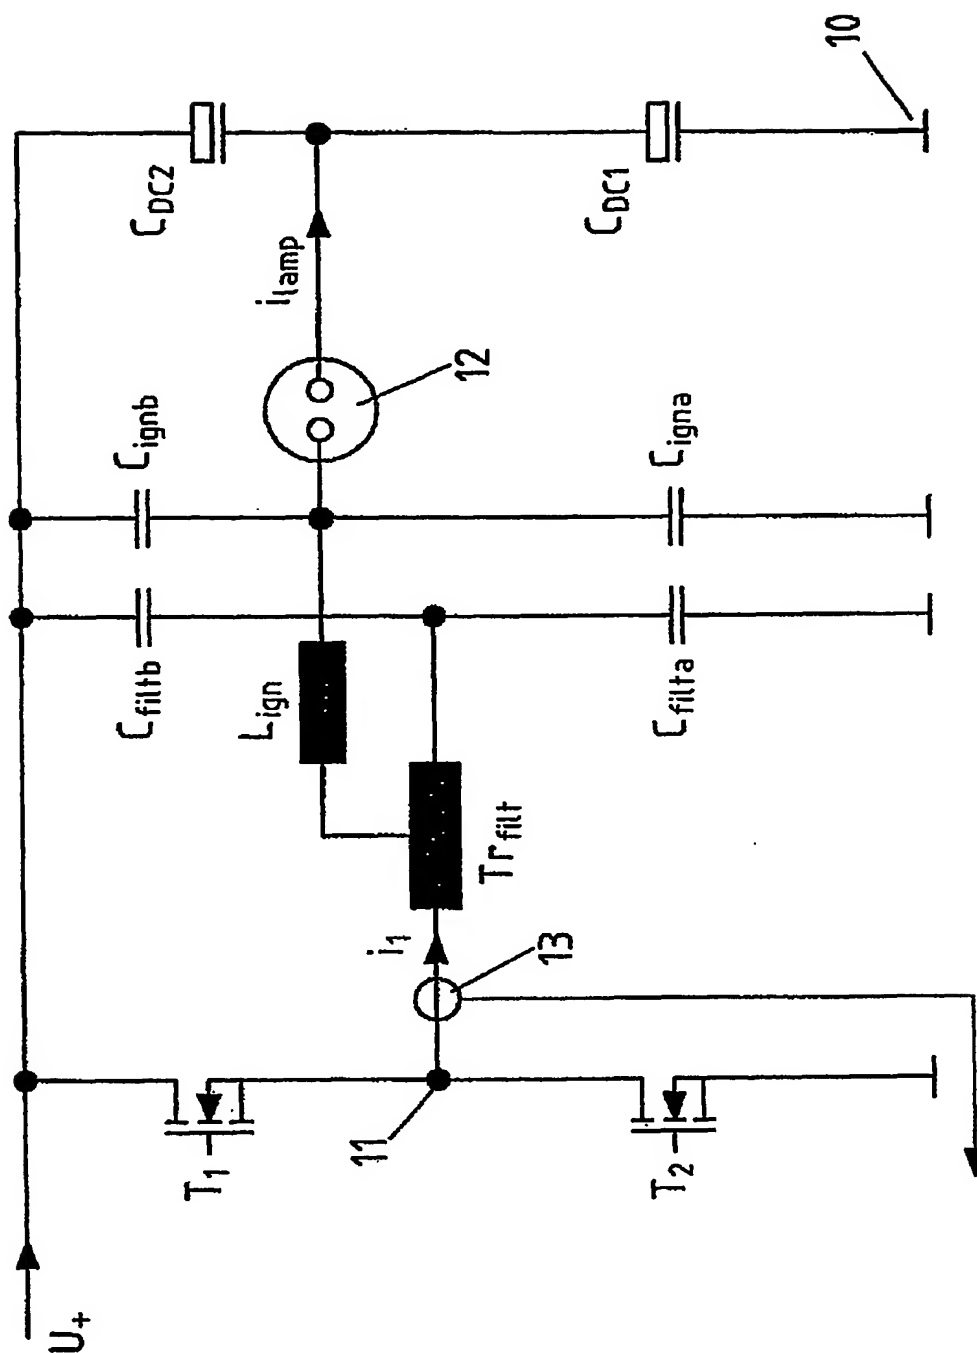 U+
T1
T2
11
13
i1
Trfilt
Lign
Cfiltb
Cfilta
Cignb
Cigna
12
ilamp
CDC2
CDC1
10